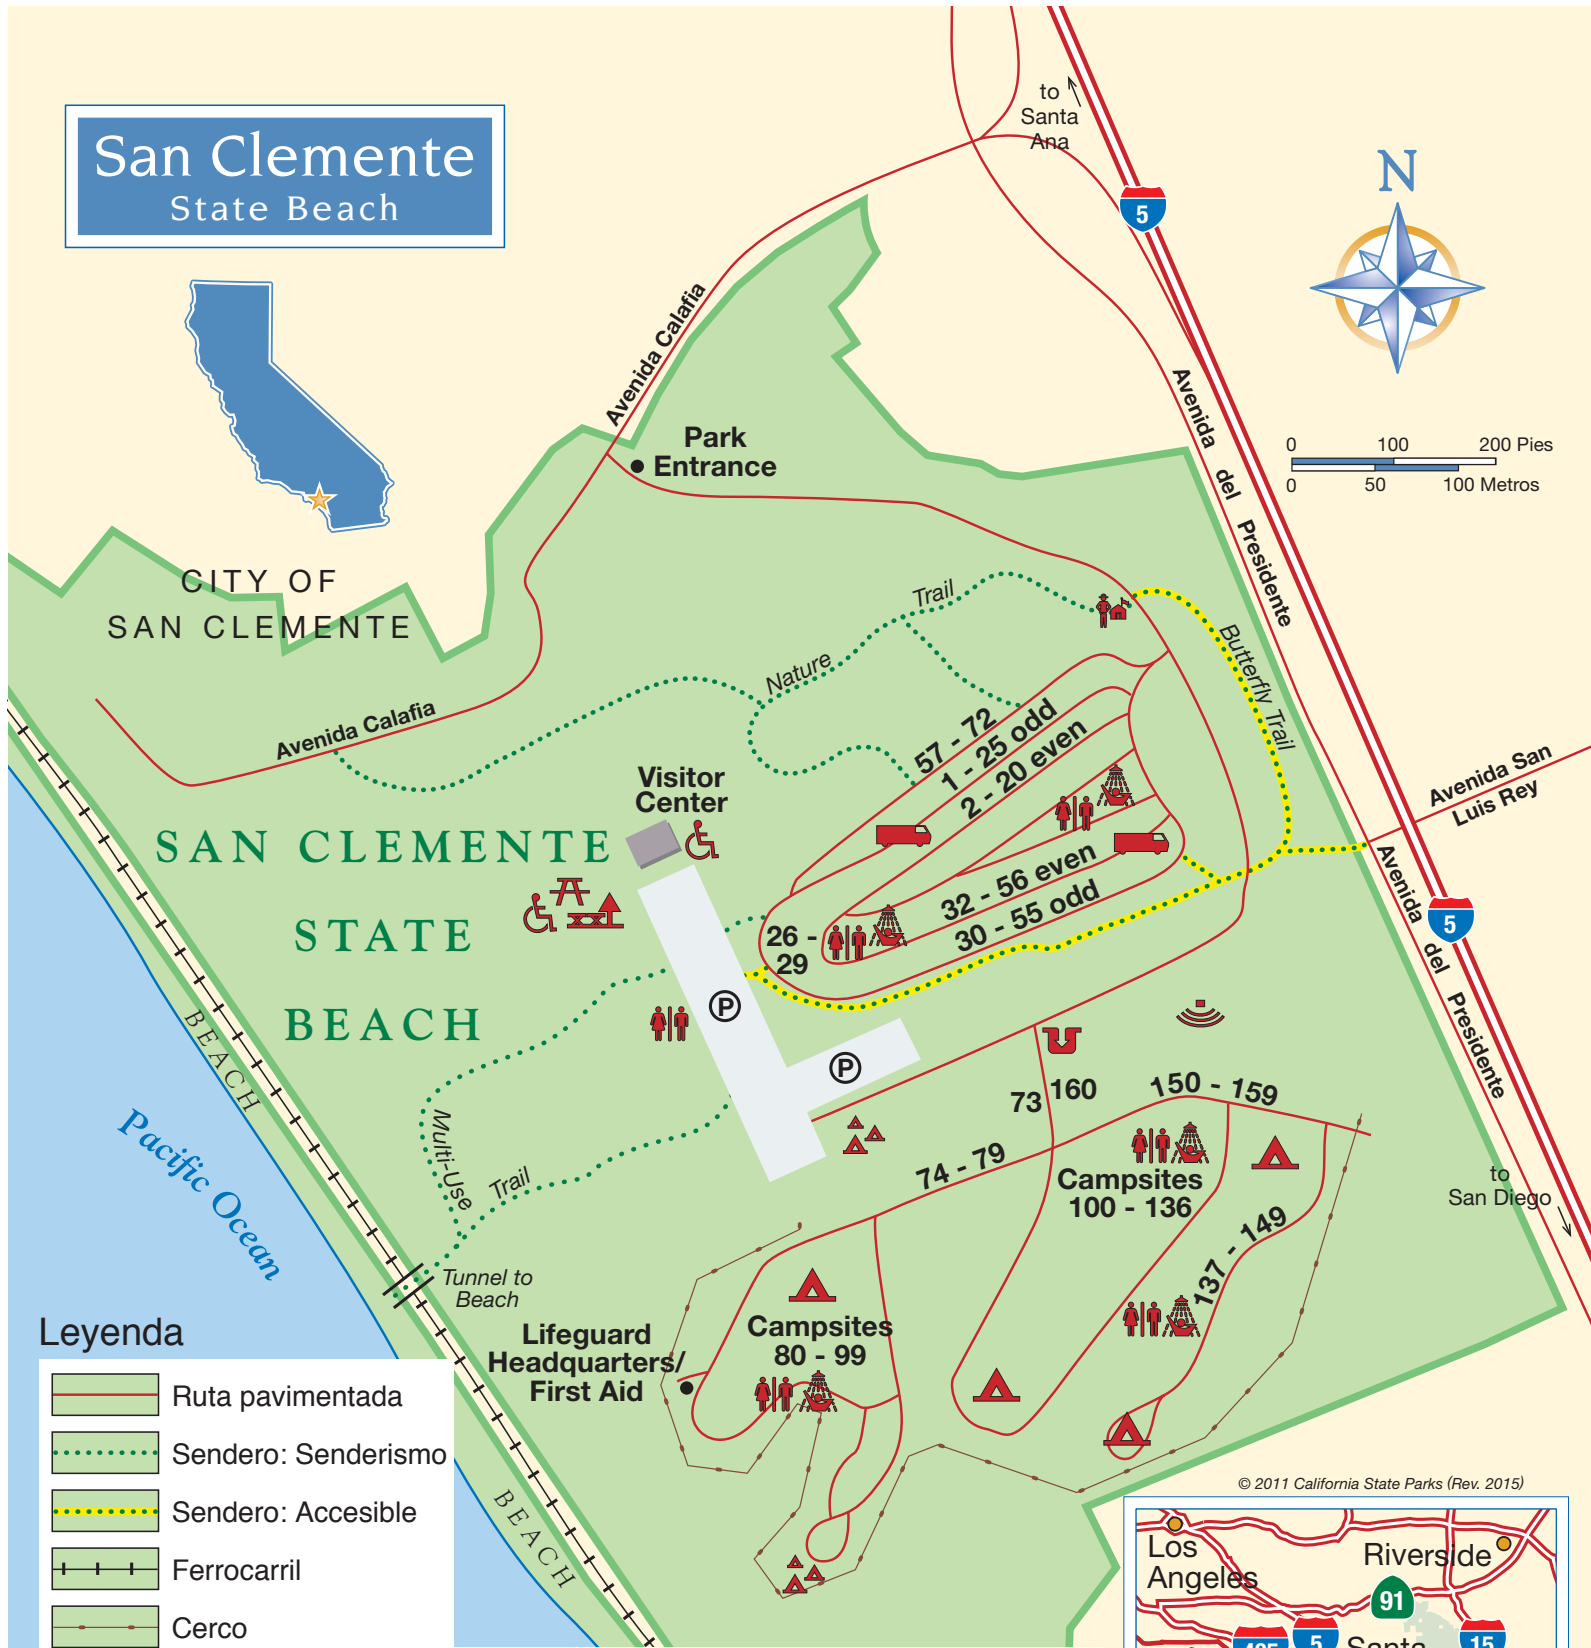 San Clemente
State Beach
to
Santa
Ana
5
N
Avenida Calafia
Park
Entrance
Avenida del Presidente
0 100 200 Pies
0 50 100 Metros
CITY OF
SAN CLEMENTE
Nature Trail
Butterfly Trail
Avenida Calafia
57 - 72
1 - 25 odd
2 - 20 even
Visitor
Center
Avenida San
Luis Rey
SAN CLEMENTE
STATE
BEACH
32 - 56 even
30 - 55 odd
26 -
29
Avenida del Presidente
5
P
P
BEACH
73
160
150 - 159
74 - 79
Campsites
100 - 136
Multi-Use Trail
Pacific Ocean
to
San Diego
137 - 149
Tunnel to
Beach
Lifeguard
Headquarters/
First Aid
Campsites
80 - 99
Leyenda
Ruta pavimentada
Sendero: Senderismo
Sendero: Accesible
Ferrocarril
Cerco
BEACH
© 2011 California State Parks (Rev. 2015)
Los
Angeles
Riverside
91
5
15